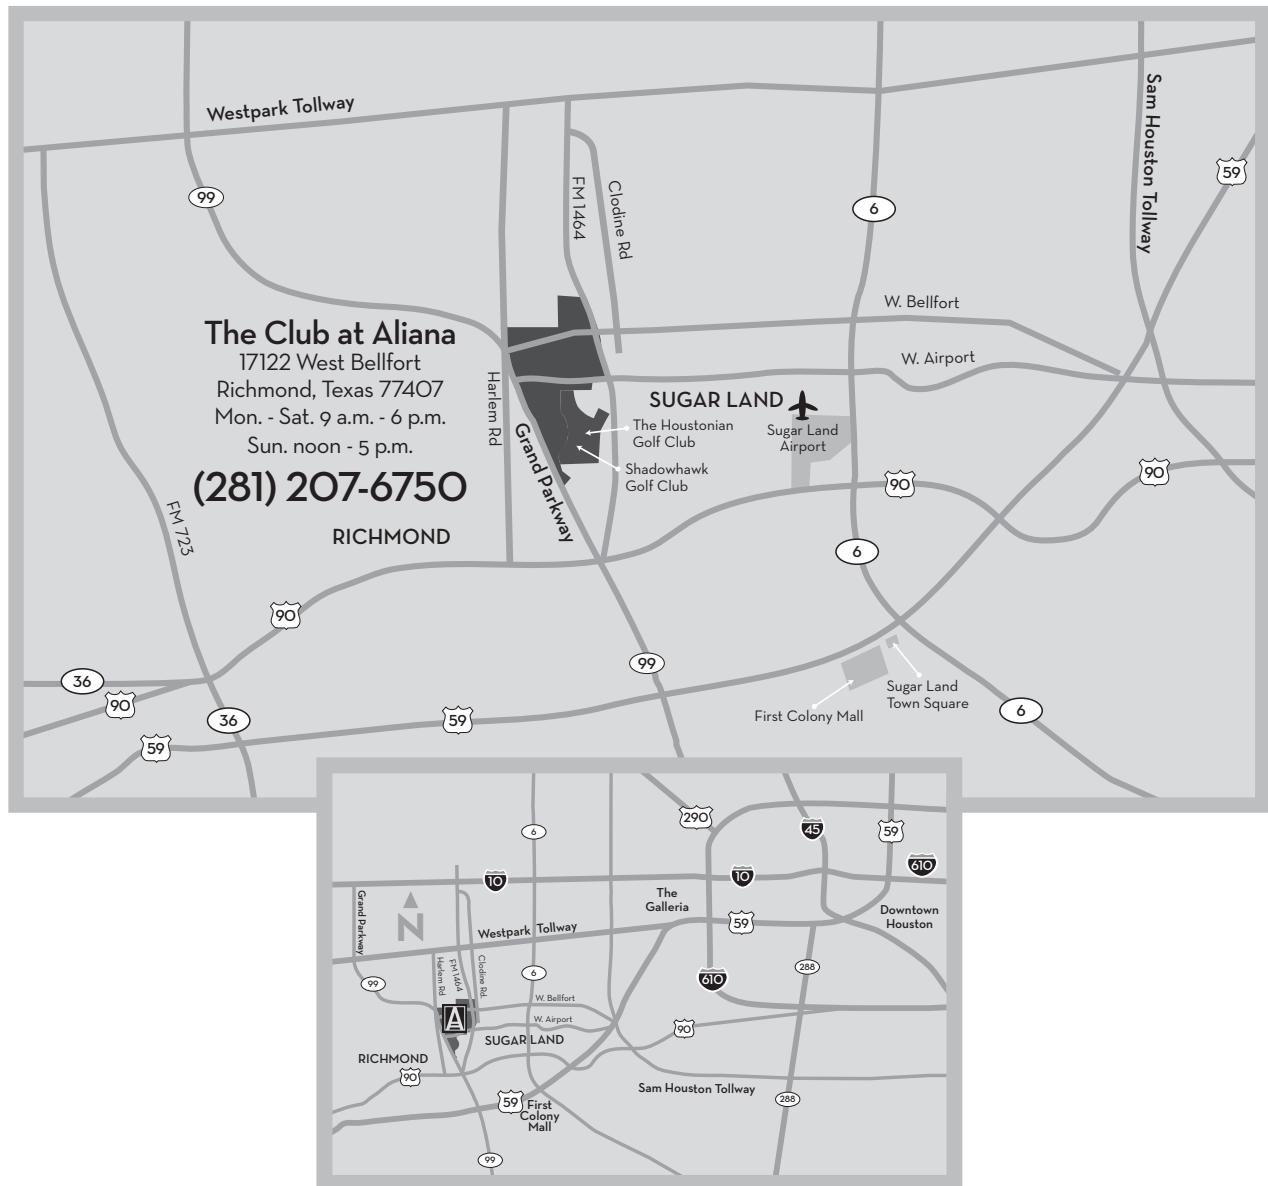 Westpark Tollway
Sam Houston Tollway
59
99
FM 1464
Clodine Rd
6
W. Bellfort
The Club at Aliana
17122 West Bellfort
Richmond, Texas 77407
Mon. - Sat. 9 a.m. - 6 p.m.
Sun. noon - 5 p.m.
(281) 207-6750
W. Airport
Harlem Rd
SUGAR LAND
Grand Parkway
The Houstonian
Golf Club
Sugar Land
Airport
Shadowhawk
Golf Club
90
90
FM 723
RICHMOND
6
90
99
36
90
Sugar Land
Town Square
First Colony Mall
36
59
6
59
290
45
59
6
610
10
10
The
Galleria
Grand Parkway
N
59
Downtown
Houston
Westpark Tollway
Harlem Rd
FM 1464
Clodine Rd.
6
288
99
610
W. Bellfort
A
W. Airport
90
SUGAR LAND
RICHMOND
90
Sam Houston Tollway
59
First
Colony
Mall
288
99